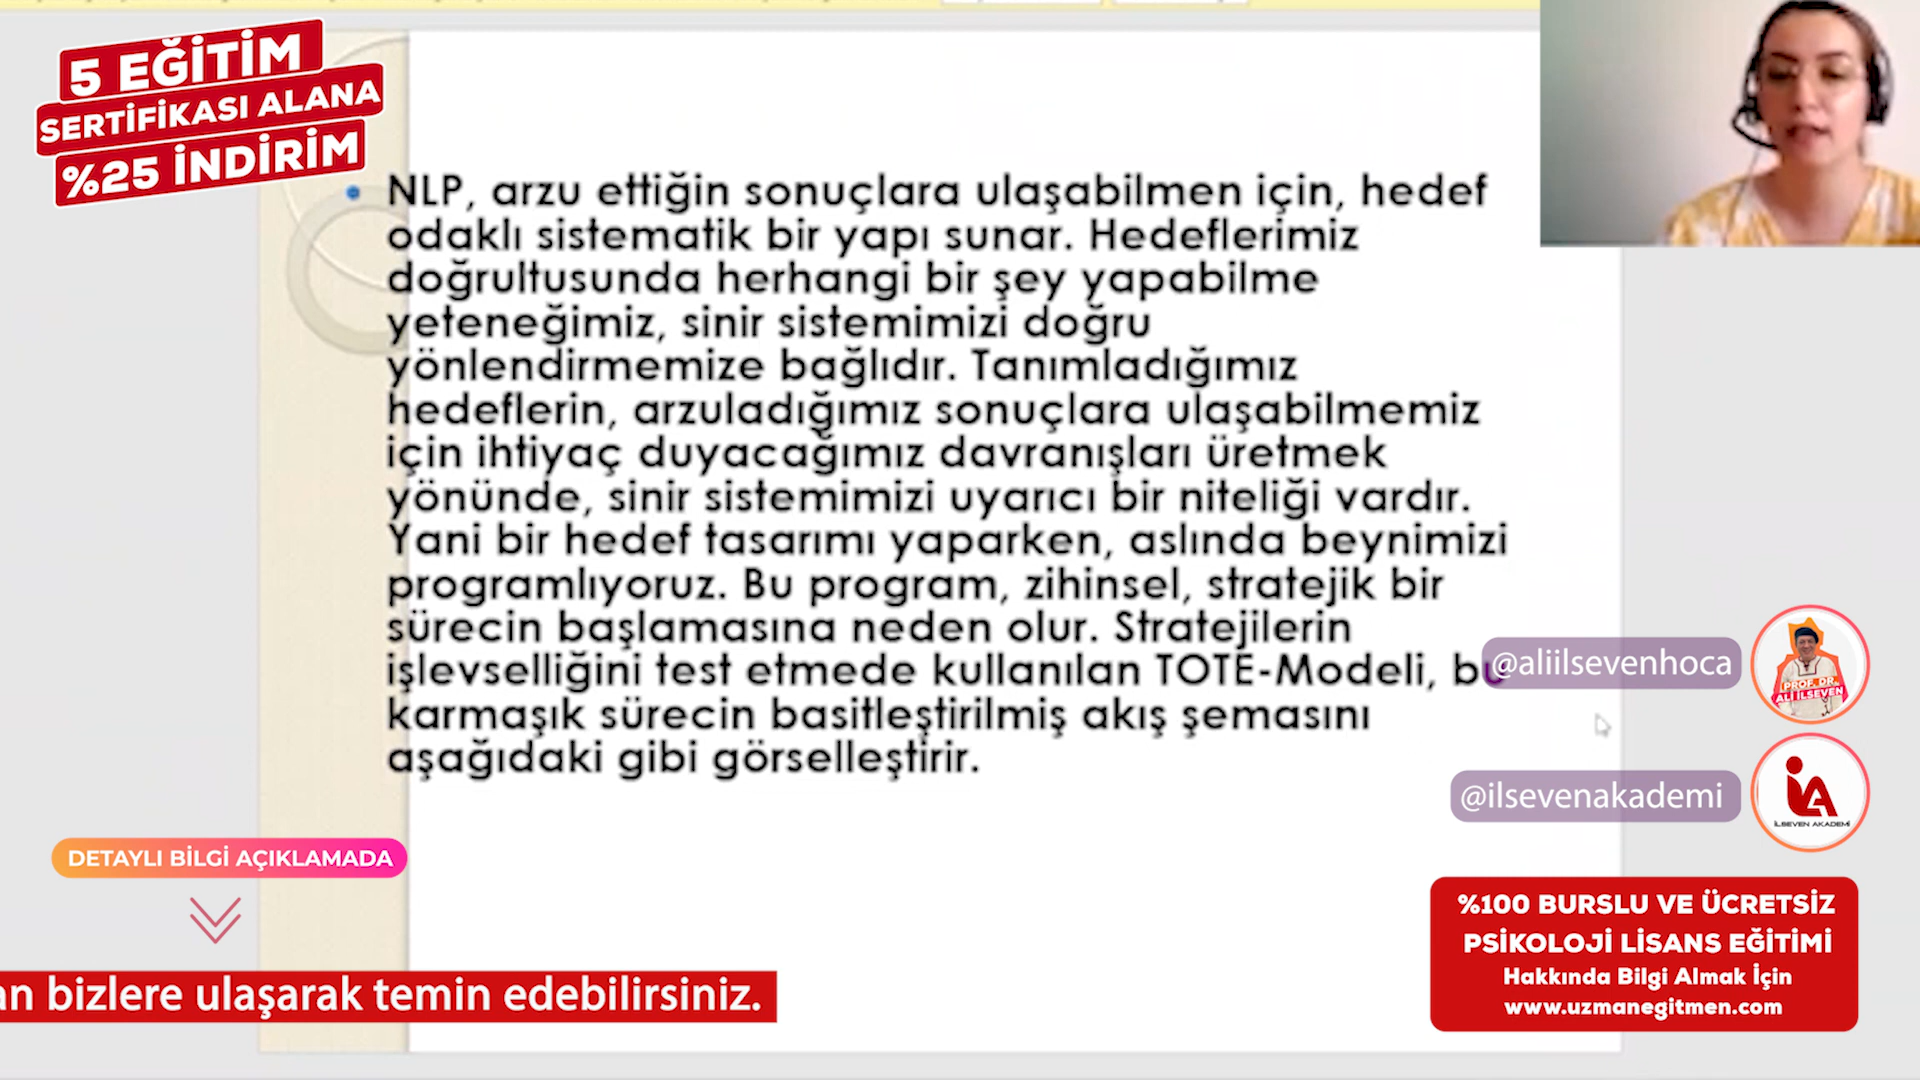 5 EĞİTİM
SERTİFİKASI ALANA
%25 İNDİRİM
NLP, arzu ettiğin sonuçlara ulaşabilmen için, hedef
odaklı sistematik bir yapı sunar. Hedeflerimiz
doğrultusunda herhangi bir şey yapabilme
yeteneğimiz, sinir sistemimizi doğru
yönlendirmemize bağlıdır. Tanımladığımız
hedeflerin, arzuladığımız sonuçlara ulaşabilmemiz
için ihtiyaç duyacağımız davranışları üretmek
yönünde, sinir sistemimizi uyarıcı bir niteliği vardır.
Yani bir hedef tasarımı yaparken, aslında beynimizi
programlıyoruz. Bu program, zihinsel, stratejik bir
sürecin başlamasına neden olur. Stratejilerin
işlevselliğini test etmede kullanılan TOTE-Modeli, bu
karmaşık sürecin basitleştirilmiş akış şemasını
aşağıdaki gibi görselleştirir.
@aliilsevenhoca
PROF. DR.
ALİ İLSEVEN
@ilsevenakademi
İLSEVEN AKADEMİ
DETAYLI BİLGİ AÇIKLAMADA
%100 BURSLU VE ÜCRETSİZ
PSİKOLOJİ LİSANS EĞİTİMİ
Hakkında Bilgi Almak İçin
www.uzmanegitmen.com
an bizlere ulaşarak temin edebilirsiniz.